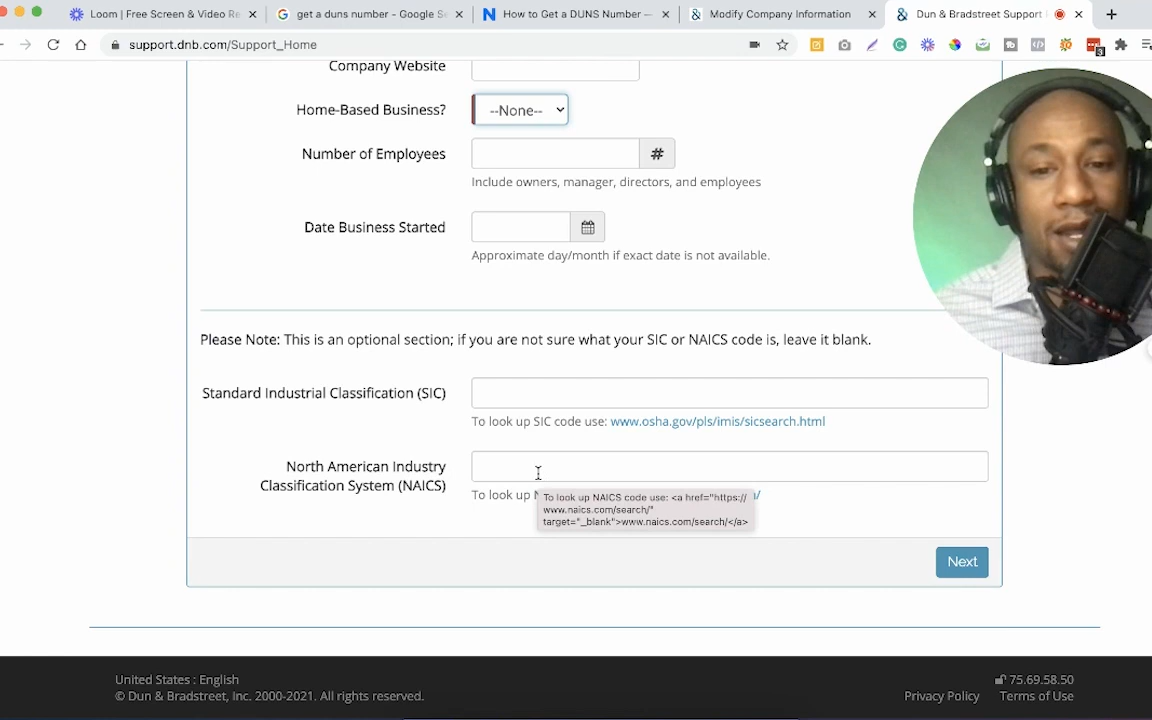 Loom | Free Screen & Video Re
get a duns number - Google Se
How to Get a DUNS Number —
Modify Company Information
Dun & Bradstreet Support
support.dnb.com/Support_Home
3
Company Website
Home-Based Business?
--None--
Number of Employees
#
Include owners, manager, directors, and employees
Date Business Started
Approximate day/month if exact date is not available.
Please Note: This is an optional section; if you are not sure what your SIC or NAICS code is, leave it blank.
Standard Industrial Classification (SIC)
To look up SIC code use: www.osha.gov/pls/imis/sicsearch.html
North American Industry
Classification System (NAICS)
To look up
To look up NAICS code use: <a href="https://
www.naics.com/search/"
target="_blank">www.naics.com/search/</a>
Next
United States : English
© Dun & Bradstreet, Inc. 2000-2021. All rights reserved.
75.69.58.50
Privacy Policy
Terms of Use